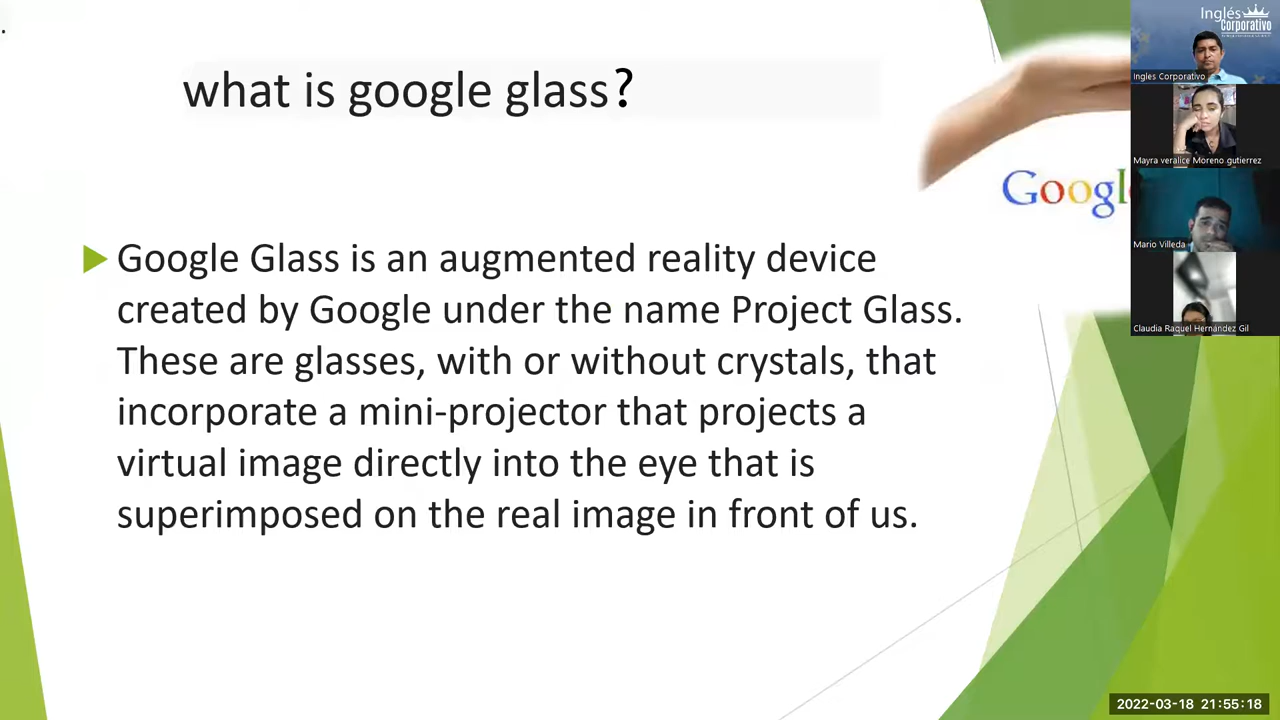 what is google glass?
Google Glass is an augmented reality device
created by Google under the name Project Glass.
These are glasses, with or without crystals, that
incorporate a mini-projector that projects a
virtual image directly into the eye that is
superimposed on the real image in front of us.
Inglés
Corporativo
Ingles Corporativo
Mayra veralice Moreno gutierrez
Mario Villeda
Claudia Raquel Hernández Gil
2022-03-18 21:55:18